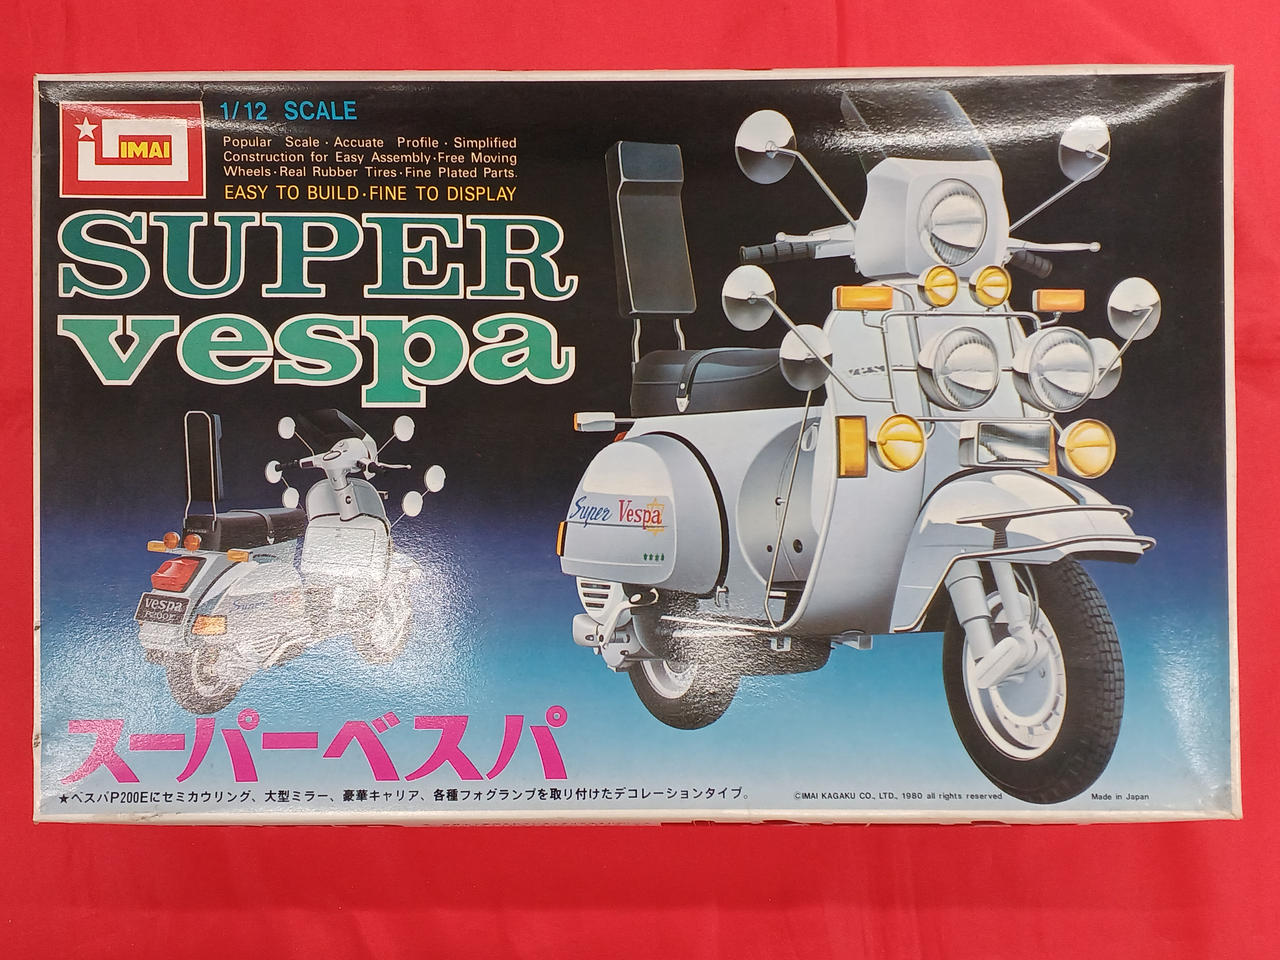 IMAI
1/12 SCALE
Popular Scale・Accuate Profile・Simplified
Construction for Easy Assembly・Free Moving
Wheels・Real Rubber Tires・Fine Plated Parts.
EASY TO BUILD・FINE TO DISPLAY
SUPER
vespa
Super Vespa
vespa
Super
スーパーベスパ
★ベスパP200Eにセミカウリング、大型ミラー、豪華キャリア、各種フォグランプを取り付けたデコレーションタイプ。
©IMAI KAGAKU CO., LTD., 1980 all rights reserved
Made in Japan